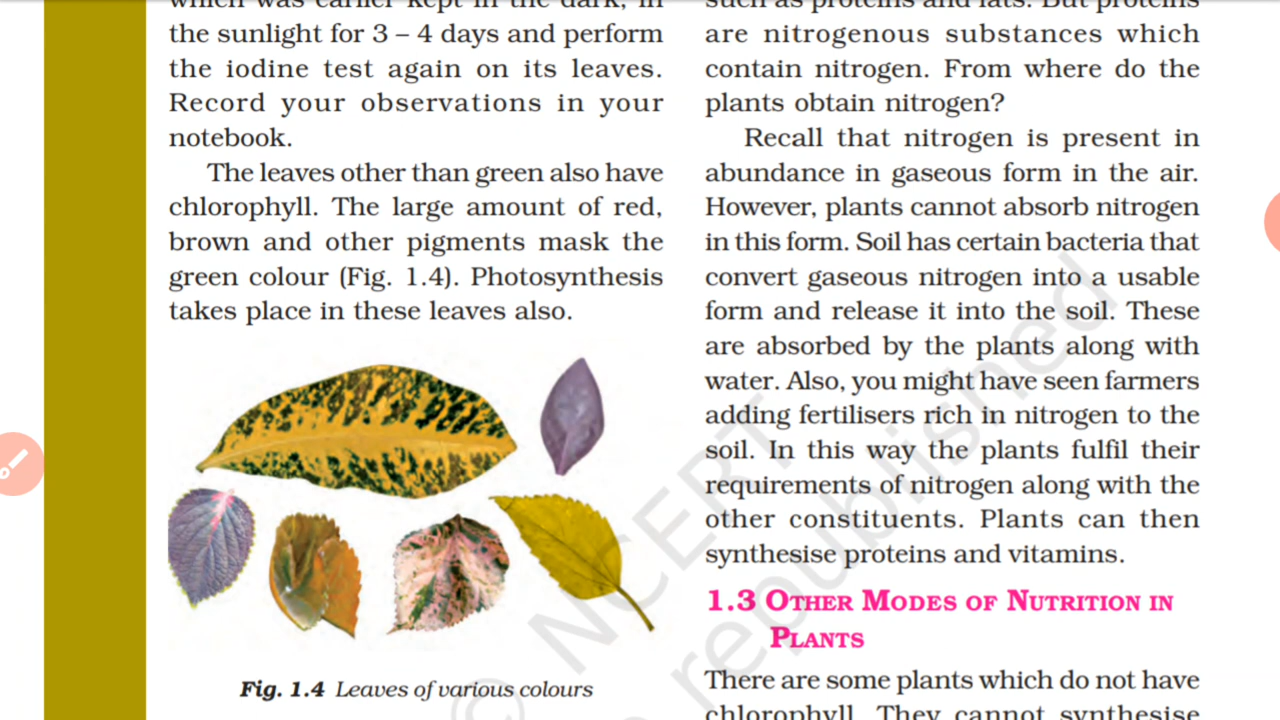 which was earlier kept in the dark, in
the sunlight for 3 – 4 days and perform
the iodine test again on its leaves.
Record your observations in your
notebook.
The leaves other than green also have
chlorophyll. The large amount of red,
brown and other pigments mask the
green colour (Fig. 1.4). Photosynthesis
takes place in these leaves also.
Fig. 1.4 Leaves of various colours
such as proteins and fats. But proteins
are nitrogenous substances which
contain nitrogen. From where do the
plants obtain nitrogen?
Recall that nitrogen is present in
abundance in gaseous form in the air.
However, plants cannot absorb nitrogen
in this form. Soil has certain bacteria that
convert gaseous nitrogen into a usable
form and release it into the soil. These
are absorbed by the plants along with
water. Also, you might have seen farmers
adding fertilisers rich in nitrogen to the
soil. In this way the plants fulfil their
requirements of nitrogen along with the
other constituents. Plants can then
synthesise proteins and vitamins.
1.3 OTHER MODES OF NUTRITION IN
PLANTS
There are some plants which do not have
chlorophyll. They cannot synthesise
© NCERT
republished